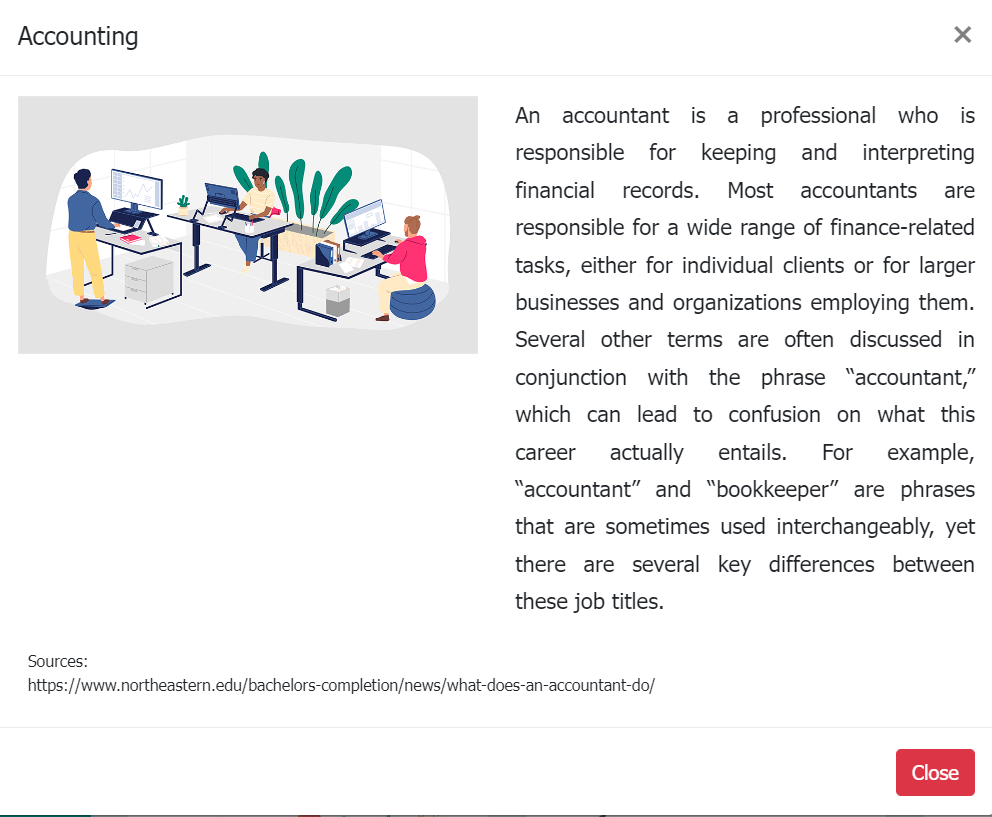 Accounting
×
An accountant is a professional who is
responsible for keeping and interpreting
financial records. Most accountants are
responsible for a wide range of finance-related
tasks, either for individual clients or for larger
businesses and organizations employing them.
Several other terms are often discussed in
conjunction with the phrase “accountant,”
which can lead to confusion on what this
career actually entails. For example,
“accountant” and “bookkeeper” are phrases
that are sometimes used interchangeably, yet
there are several key differences between
these job titles.
Sources:
https://www.northeastern.edu/bachelors-completion/news/what-does-an-accountant-do/
Close